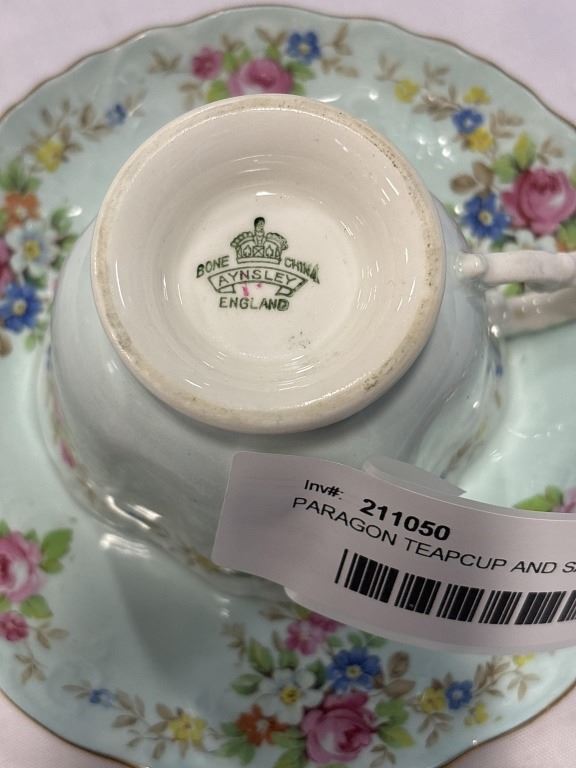 BONE CHINA
AYNSLEY
ENGLAND
Inv#: 211050
PARAGON TEAPCUP AND